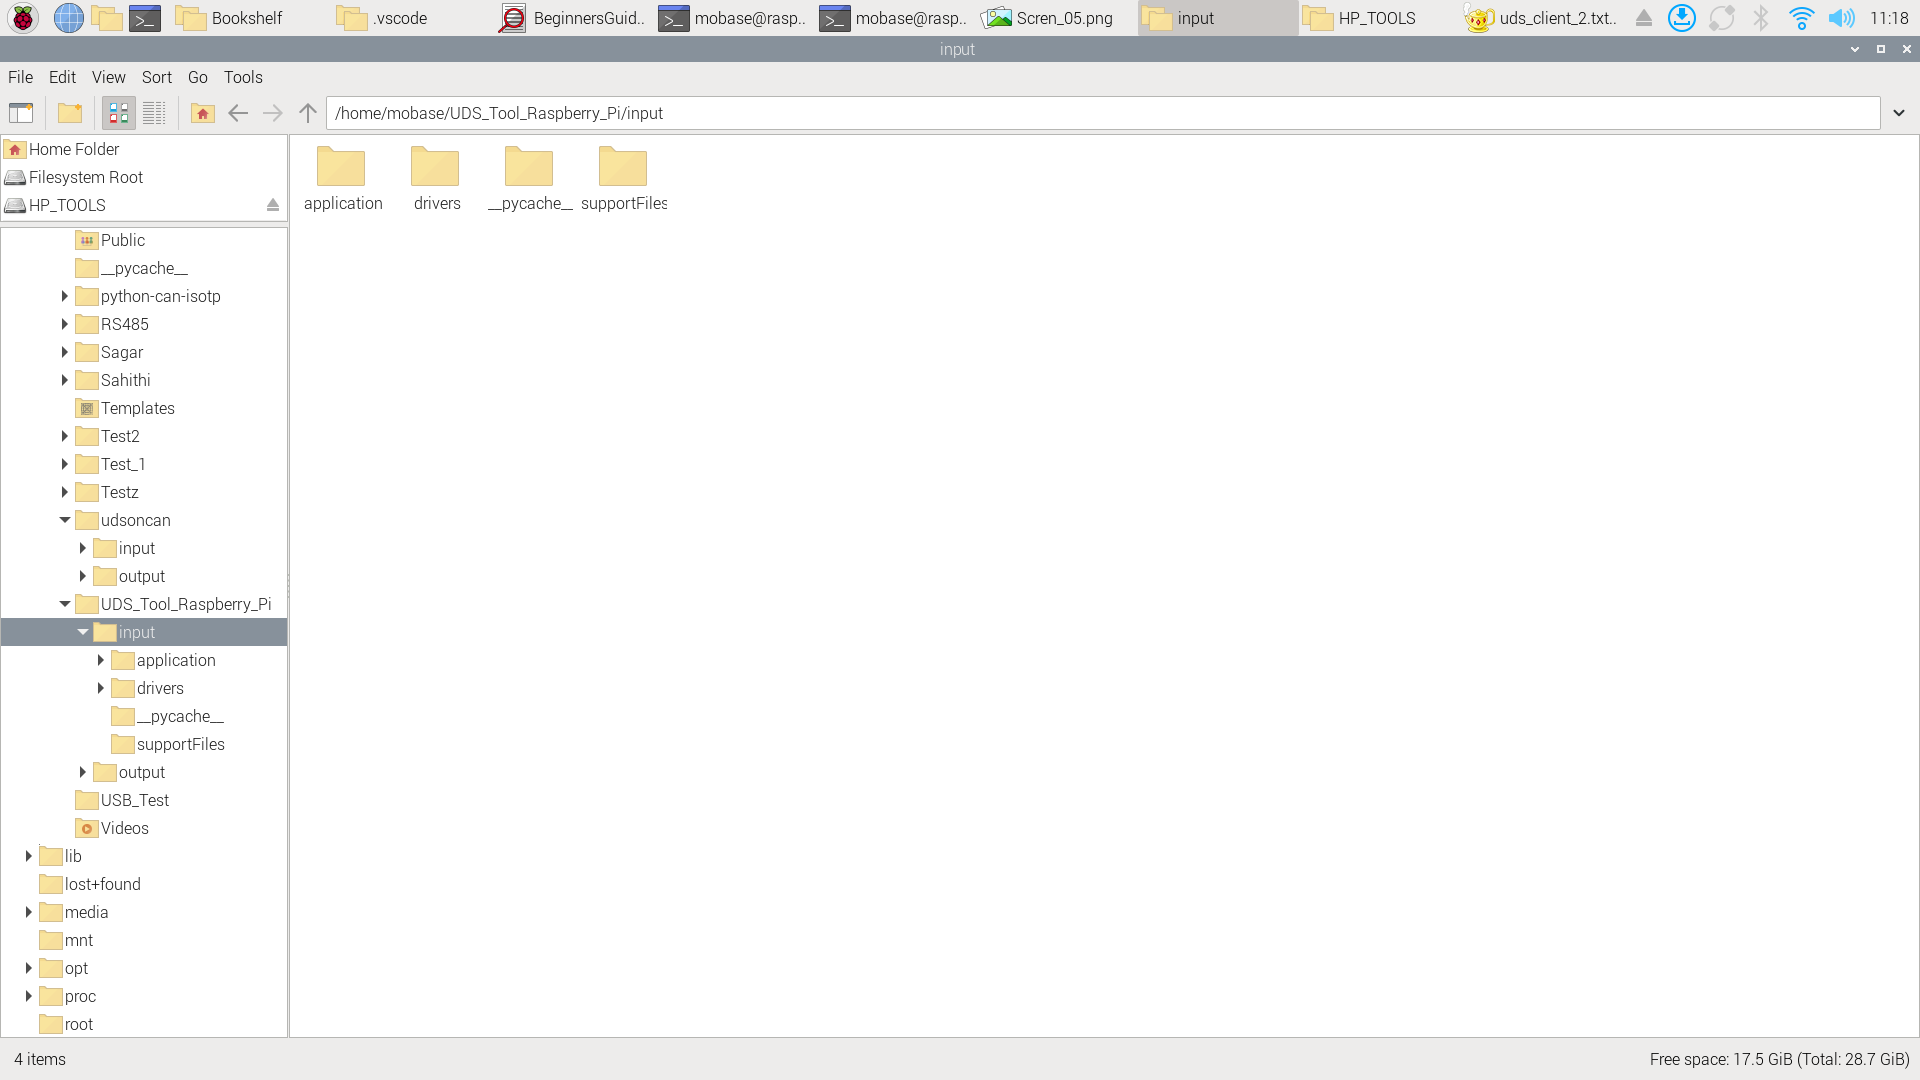 Bookshelf .vscode BeginnersGuid.. mobase@rasp.. mobase@rasp.. Scren_05.png input HP_TOOLS uds_client_2.txt.. 11:18
input
File Edit View Sort Go Tools
/home/mobase/UDS_Tool_Raspberry_Pi/input
Home Folder
Filesystem Root
HP_TOOLS
Public
__pycache__
python-can-isotp
RS485
Sagar
Sahithi
Templates
Test2
Test_1
Testz
udsoncan
input
output
UDS_Tool_Raspberry_Pi
input
application
drivers
__pycache__
supportFiles
output
USB_Test
Videos
lib
lost+found
media
mnt
opt
proc
root
application drivers __pycache__ supportFiles
4 items
Free space: 17.5 GiB (Total: 28.7 GiB)